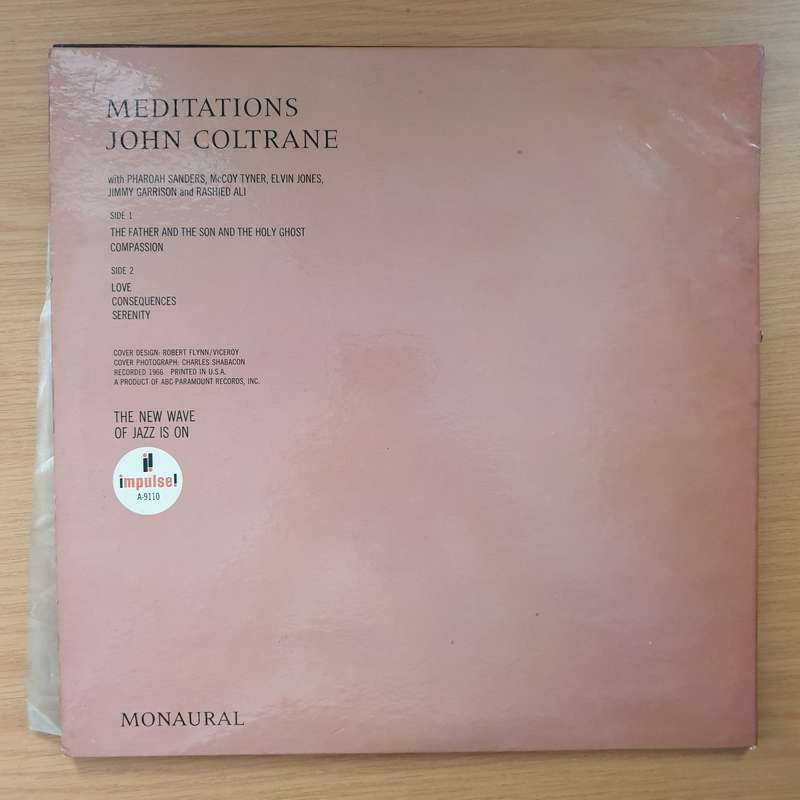 MEDITATIONS
JOHN COLTRANE
with PHAROAH SANDERS, McCOY TYNER, ELVIN JONES,
JIMMY GARRISON and RASHIED ALI
SIDE 1
THE FATHER AND THE SON AND THE HOLY GHOST
COMPASSION
SIDE 2
LOVE
CONSEQUENCES
SERENITY
COVER DESIGN: ROBERT FLYNN/VICEROY
COVER PHOTOGRAPH: CHARLES SHABACON
RECORDED 1966 PRINTED IN U.S.A.
A PRODUCT OF ABC-PARAMOUNT RECORDS, INC.
THE NEW WAVE
OF JAZZ IS ON
i!
impulse!
A-9110
MONAURAL